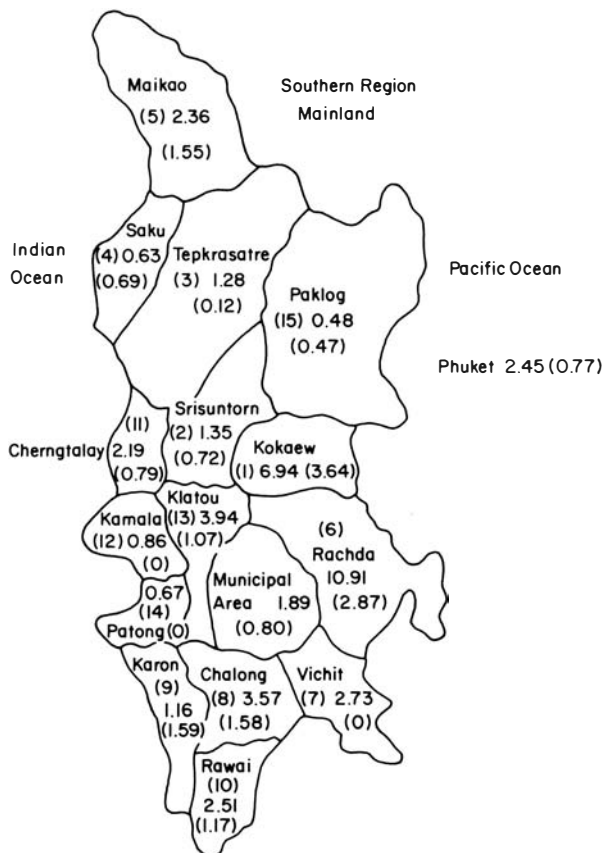 Maikao
(5) 2.36
(1.55)
Southern Region
Mainland
Saku
(4) 0.63
(0.69)
Indian
Ocean
Tepkrasatre
(3) 1.28
(0.12)
Paklog
(15) 0.48
(0.47)
Pacific Ocean
Phuket 2.45 (0.77)
(11)
Cherngtalay 2.19
(0.79)
Srisuntorn
(2) 1.35
(0.72)
Kokaew
(1) 6.94 (3.64)
Klatou
(13) 3.94
(1.07)
Kamala
(12) 0.86
(0)
(6)
Rachda
10.91
(2.87)
Municipal
Area 1.89
(0.80)
0.67
(14)
Patong (0)
Karon
(9)
1.16
(1.59)
Chalong
(8) 3.57
(1.58)
Vichit
(7) 2.73
(0)
Rawai
(10)
2.51
(1.17)